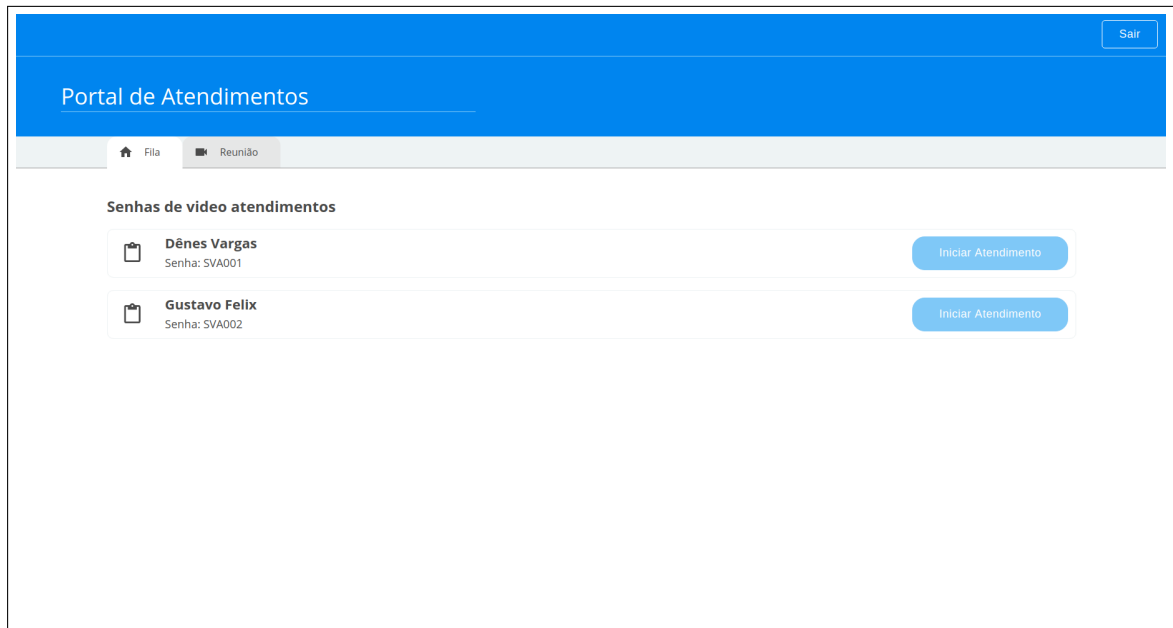 Sair
Portal de Atendimentos
Fila
Reunião
Senhas de video atendimentos
Dênes Vargas
Senha: SVA001
Iniciar Atendimento
Gustavo Felix
Senha: SVA002
Iniciar Atendimento